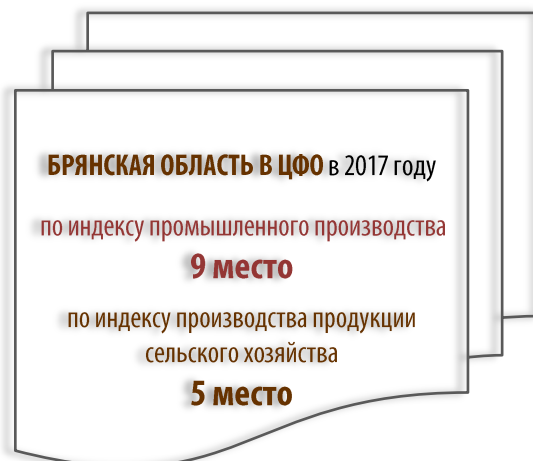 БРЯНСКАЯ ОБЛАСТЬ В ЦФО в 2017 году
по индексу промышленного производства
9 место
по индексу производства продукции
сельского хозяйства
5 место